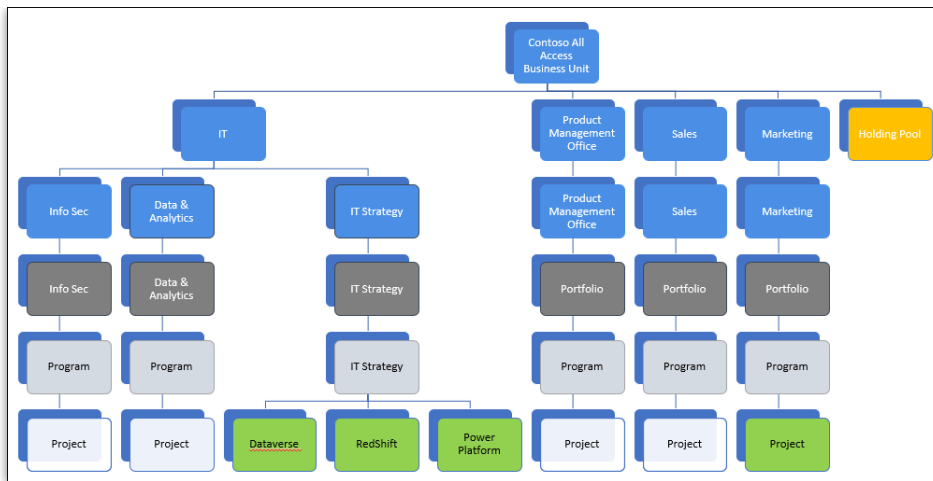 Contoso All
Access
Business Unit
IT
Product
Management
Office
Sales
Marketing
Holding Pool
Info Sec
Data &
Analytics
IT Strategy
Product
Management
Office
Sales
Marketing
Info Sec
Data &
Analytics
IT Strategy
Portfolio
Portfolio
Portfolio
Program
Program
IT Strategy
Program
Program
Program
Project
Project
Dataverse
RedShift
Power
Platform
Project
Project
Project